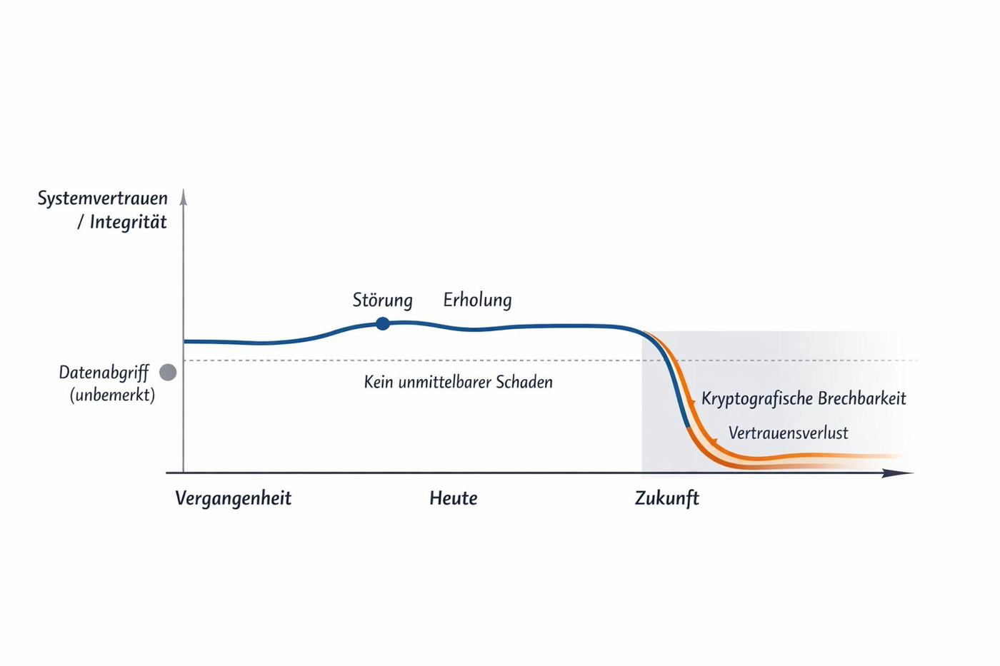 Systemvertrauen
/ Integrität
Störung
Erholung
Datenabgriff
(unbemerkt)
Kein unmittelbarer Schaden
Kryptografische Brechbarkeit
Vertrauensverlust
Vergangenheit
Heute
Zukunft